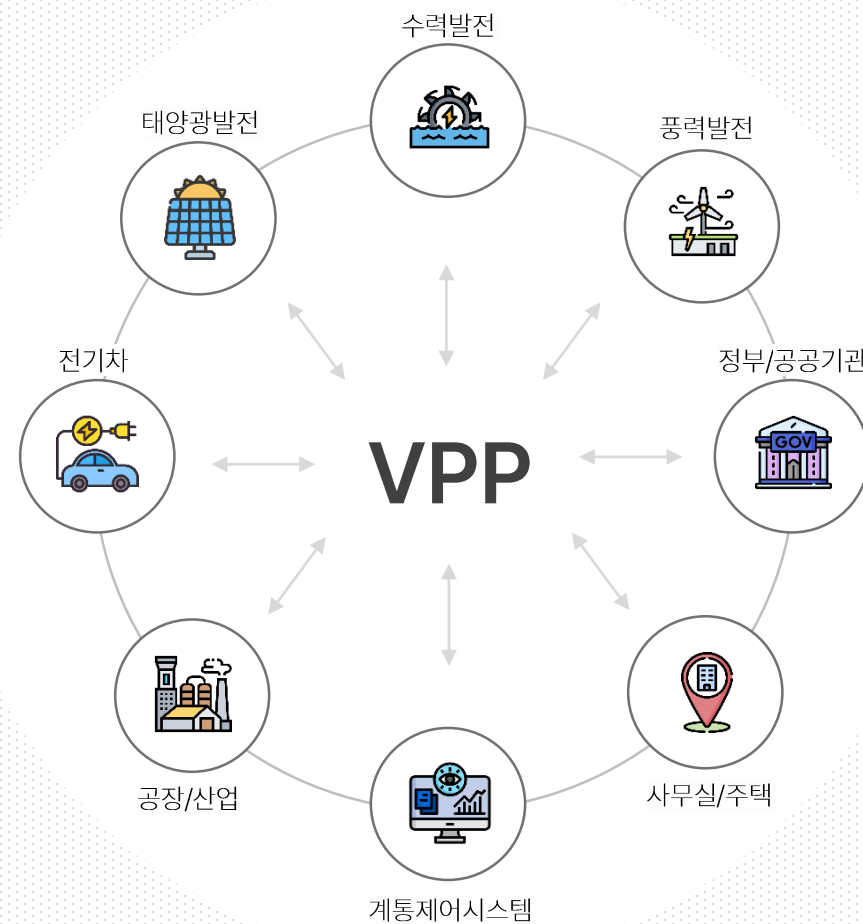 수력발전
태양광발전
풍력발전
전기차
정부/공공기관
GOV
VPP
공장/산업
사무실/주택
계통제어시스템